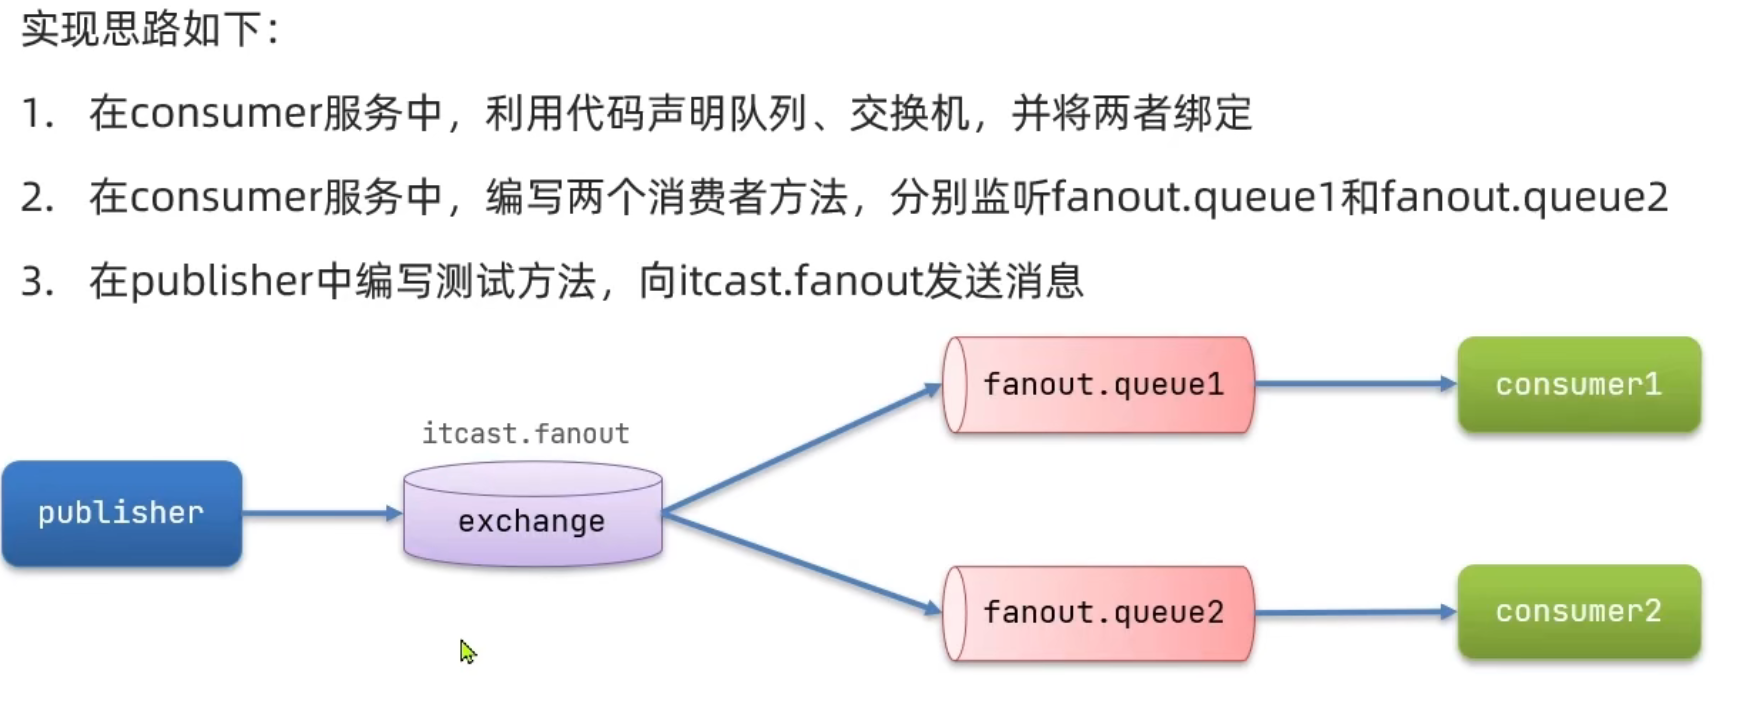 实现思路如下：
1. 在consumer服务中，利用代码声明队列、交换机，并将两者绑定
2. 在consumer服务中，编写两个消费者方法，分别监听fanout.queue1和fanout.queue2
3. 在publisher中编写测试方法，向itcast.fanout发送消息
fanout.queue1
consumer1
itcast.fanout
publisher
exchange
fanout.queue2
consumer2